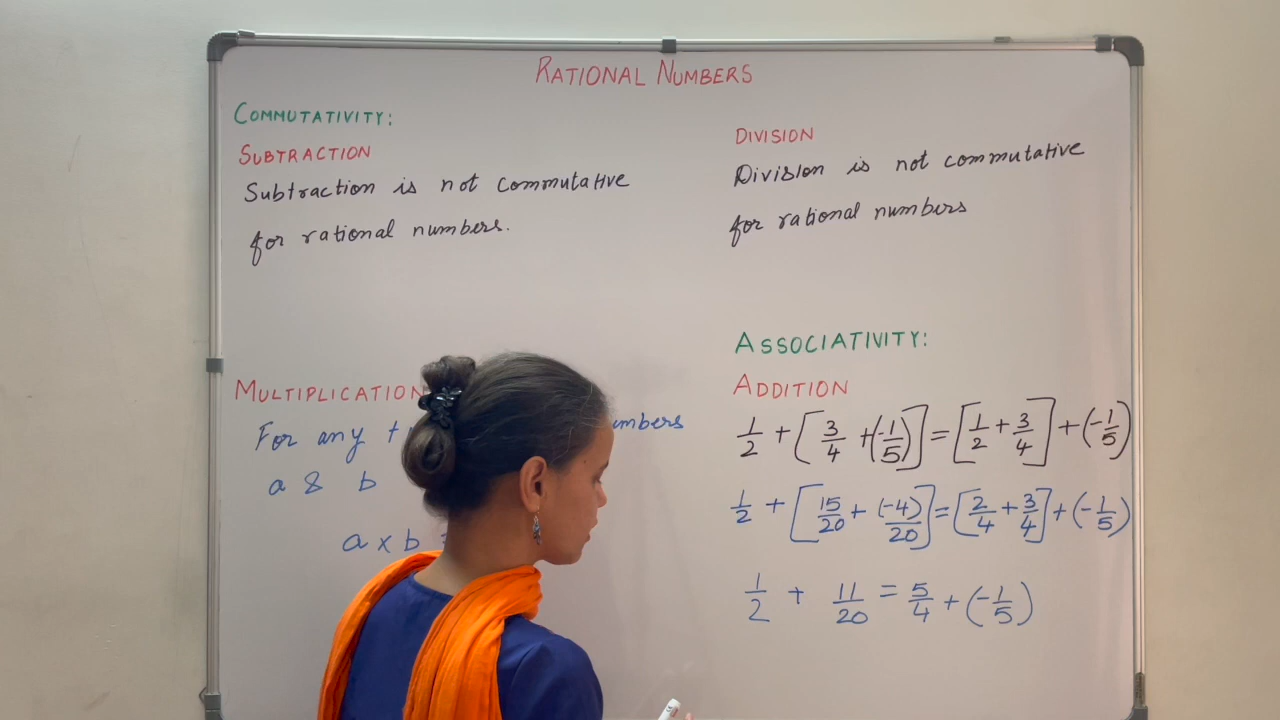 RATIONAL NUMBERS
COMMUTATIVITY:
SUBTRACTION
Subtraction is not commutative
for rational numbers.
DIVISION
Division is not commutative
for rational numbers
MULTIPLICATION
For any
a & b
a x b
ASSOCIATIVITY:
ADDITION
1/2 + [3/4 + (-1/5)] = [1/2 + 3/4] + (-1/5)
1/2 + [15/20 + (-4)/20] = [2/4 + 3/4] + (-1/5)
1/2 + 11/20 = 5/4 + (-1/5)